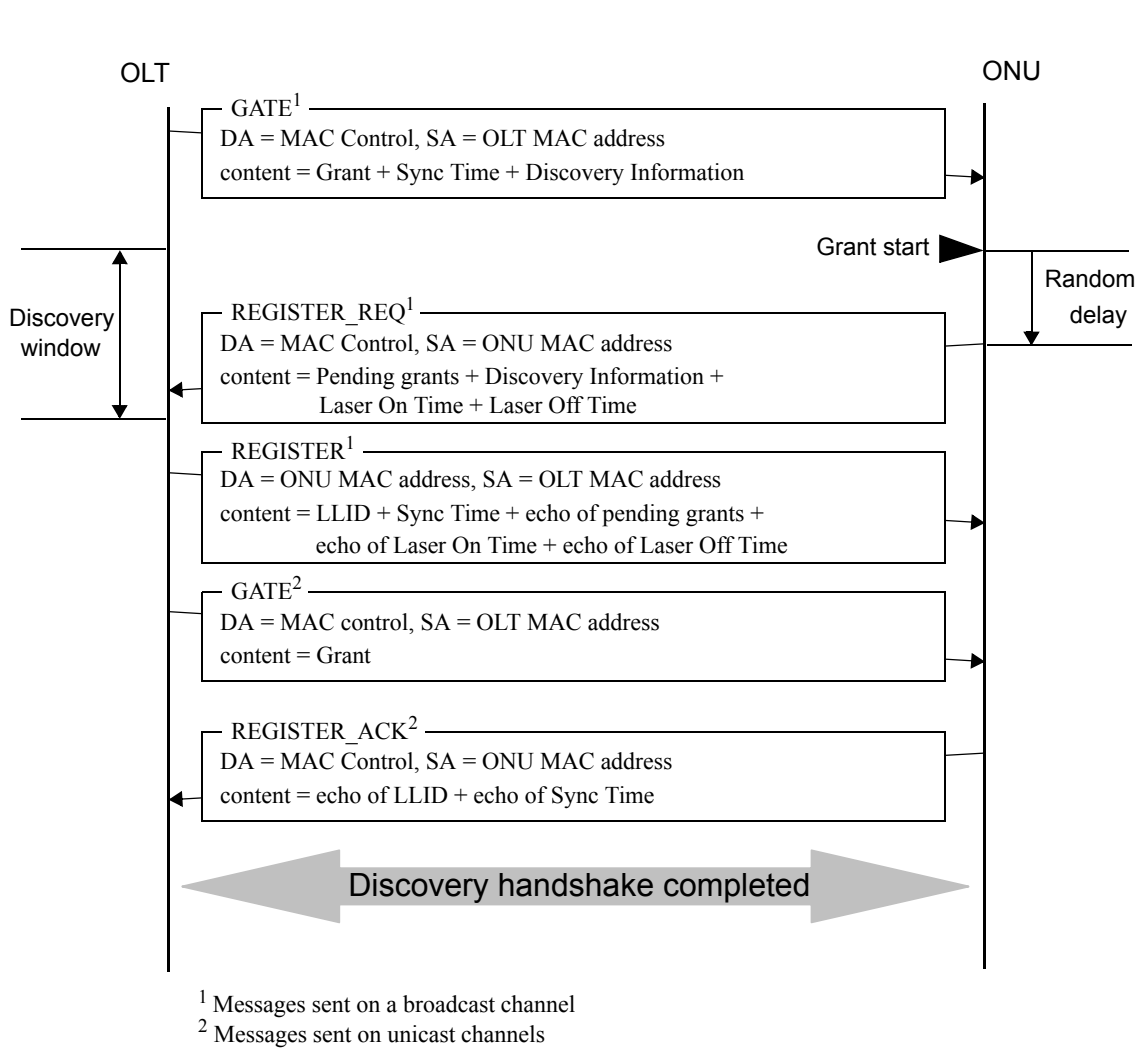 OLT
ONU
GATE1
DA = MAC Control, SA = OLT MAC address
content = Grant + Sync Time + Discovery Information
Grant start
Random
delay
Discovery
window
REGISTER_REQ1
DA = MAC Control, SA = ONU MAC address
content = Pending grants + Discovery Information +
Laser On Time + Laser Off Time
REGISTER1
DA = ONU MAC address, SA = OLT MAC address
content = LLID + Sync Time + echo of pending grants +
echo of Laser On Time + echo of Laser Off Time
GATE2
DA = MAC control, SA = OLT MAC address
content = Grant
REGISTER_ACK2
DA = MAC Control, SA = ONU MAC address
content = echo of LLID + echo of Sync Time
Discovery handshake completed
1 Messages sent on a broadcast channel
2 Messages sent on unicast channels